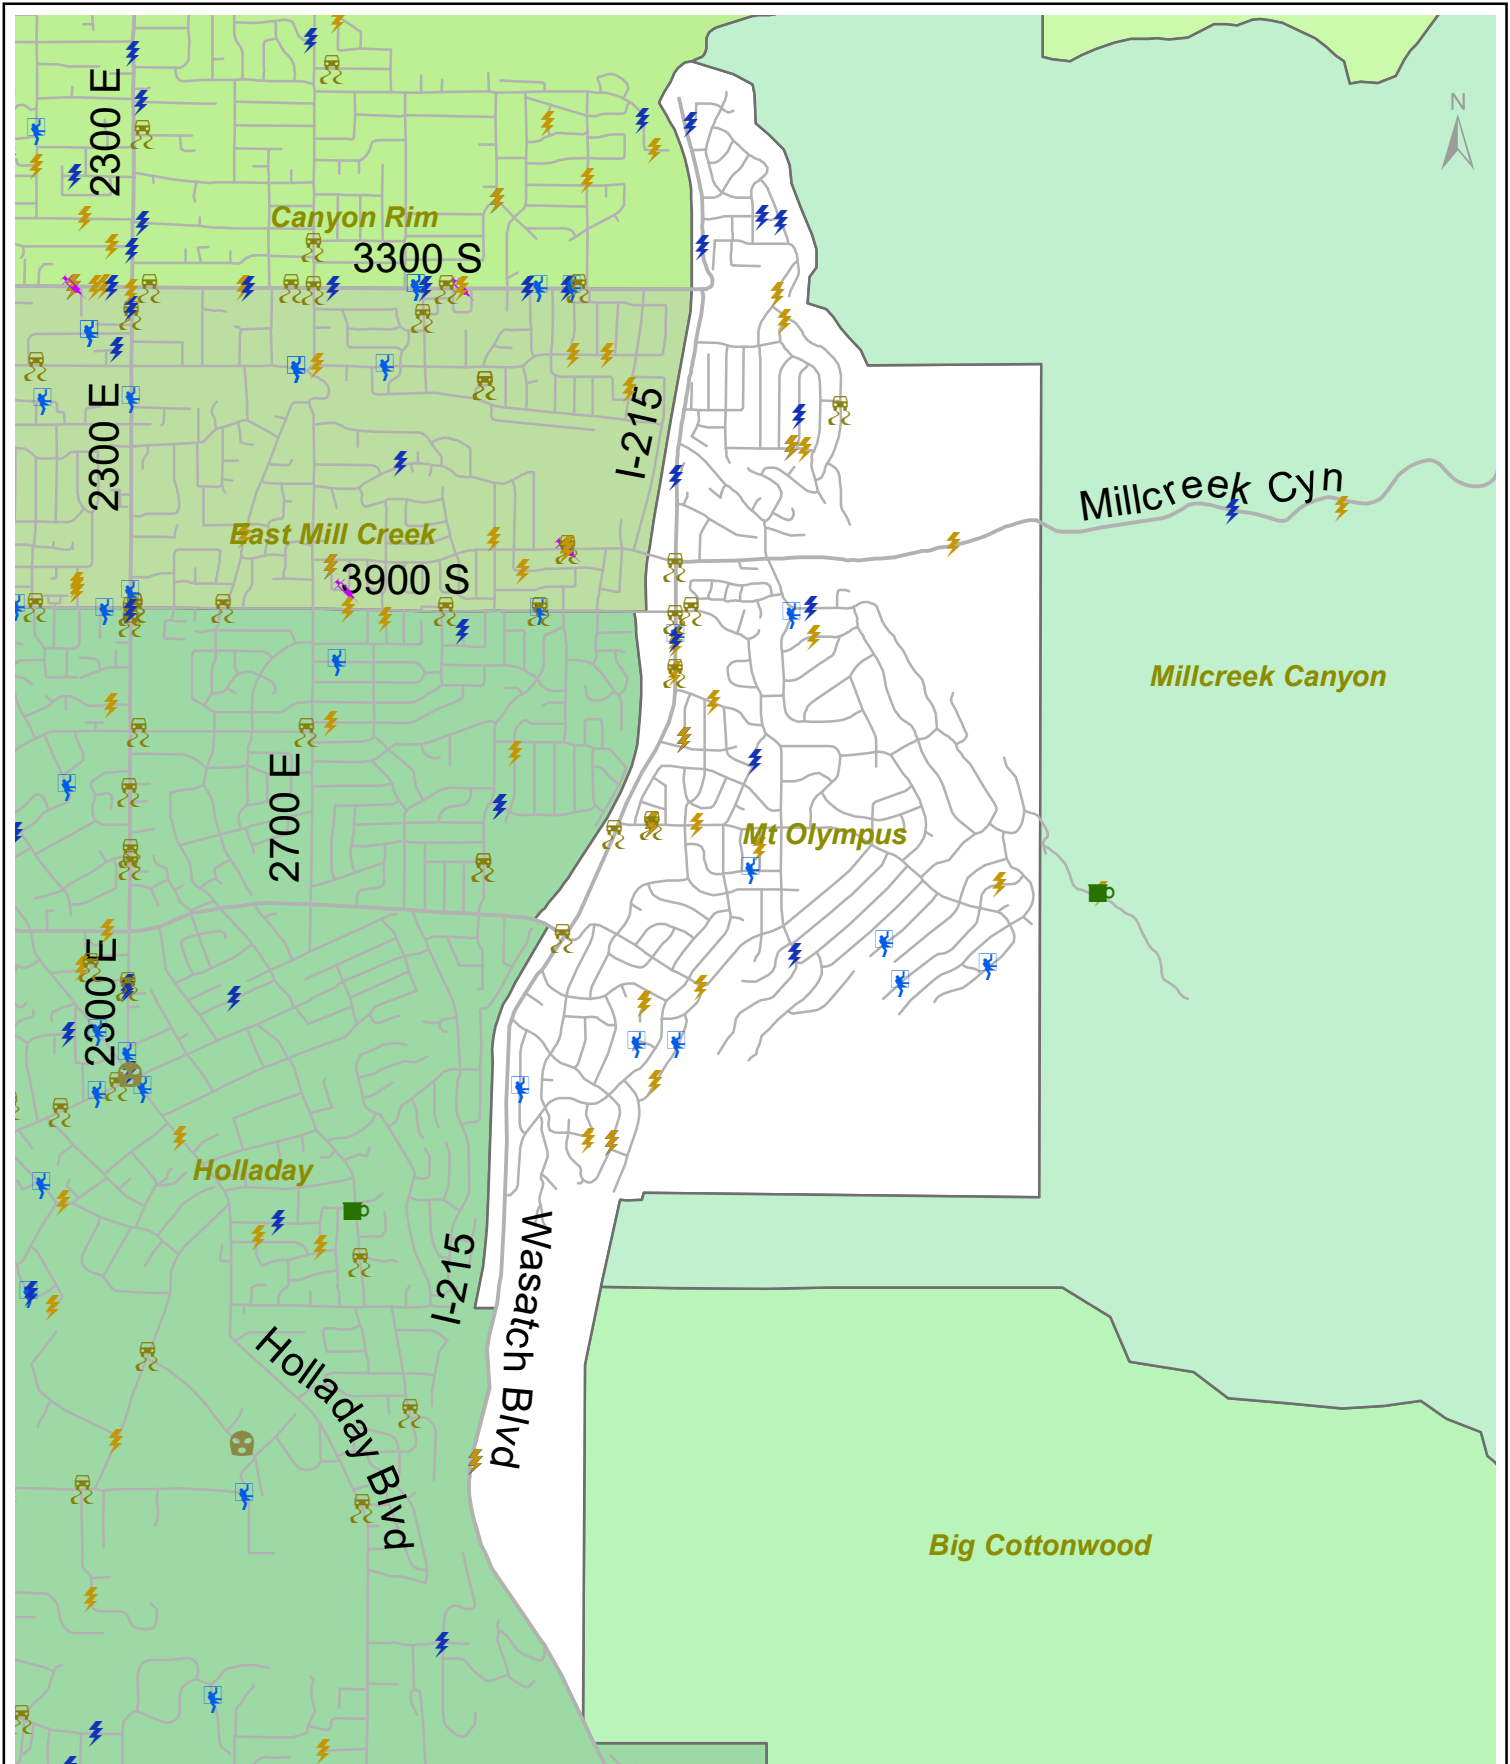 N
2300 E
Canyon Rim
3300 S
2300 E
I-215
Millcreek Cyn
East Mill Creek
3900 S
Millcreek Canyon
2700 E
Mt Olympus
2300 E
Holladay
I-215
Wasatch Blvd
Holladay Blvd
Big Cottonwood